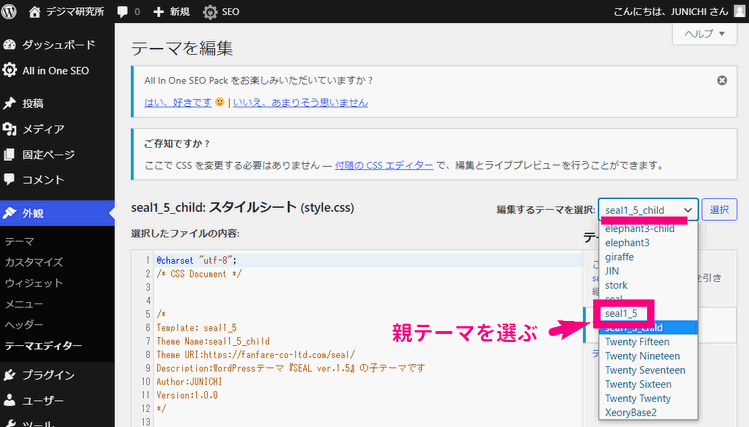 デジマ研究所 0 新規 SEO こんにちは、JUNICHI さん
ダッシュボード
All in One SEO
投稿
メディア
固定ページ
コメント
外観
テーマ
カスタマイズ
ウィジェット
メニュー
ヘッダー
テーマエディター
プラグイン
ユーザー
ツール
ヘルプ ▼
テーマを編集
All in One SEO Pack をお楽しみいただいていますか ?
はい、好きです | いいえ、あまりそう思いません
ご存知ですか ?
ここで CSS を変更する必要はありません — 付随の CSS エディター で、編集とライブプレビューを行うことができます。
seal1_5_child: スタイルシート (style.css)
編集するテーマを選択: seal1_5_child 選択
選択したファイルの内容:
1 @charset "utf-8";
2 /* CSS Document */
3
4
5 /*
6 Template: seal1_5
7 Theme Name:seal1_5_child
8 Theme URI:https://fanfare-co-ltd.com/seal/
9 Description:WordPressテーマ『SEAL ver.1.5』の子テーマです
10 Author:JUNICHI
11 Version:1.0.0
12 */
13
elephant3-child
elephant3
giraffe
JIN
stork
seal
seal1_5
seal1_5_child
Twenty Fifteen
Twenty Nineteen
Twenty Seventeen
Twenty Sixteen
Twenty Twenty
XeoryBase2
親テーマを選ぶ